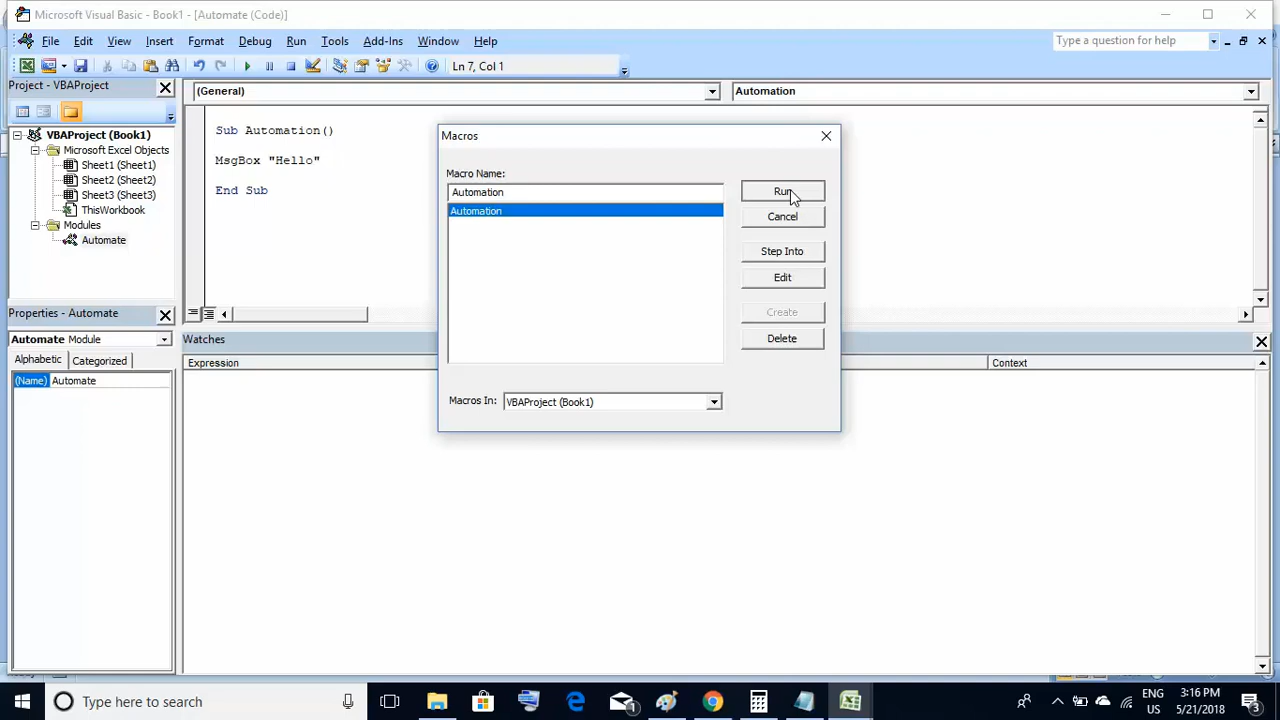 Microsoft Visual Basic - Book1 - [Automate (Code)]
File Edit View Insert Format Debug Run Tools Add-Ins Window Help
Type a question for help
Ln 7, Col 1
Project - VBAProject
(General)
Automation
VBAProject (Book1)
Microsoft Excel Objects
Sheet1 (Sheet1)
Sheet2 (Sheet2)
Sheet3 (Sheet3)
ThisWorkbook
Modules
Automate
Sub Automation()
MsgBox "Hello"
End Sub
Macros
Macro Name:
Automation
Automation
Run
Cancel
Step Into
Edit
Create
Delete
Macros In: VBAProject (Book1)
Properties - Automate
Automate Module
Alphabetic Categorized
(Name) Automate
Watches
Expression
Context
Type here to search
1
ENG
US
3:16 PM
5/21/2018
3